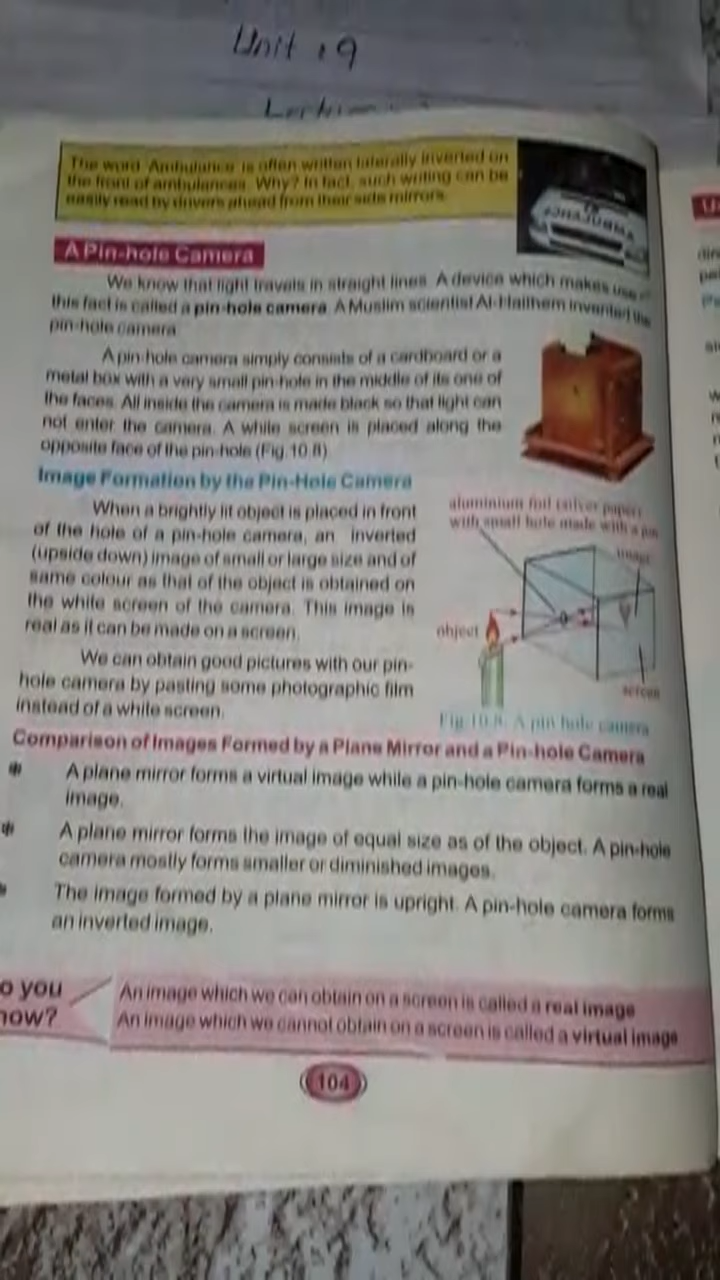 Unit : 9
The word Ambulance is often written laterally inverted on
the front of ambulances. Why? In fact, such writing can be
easily read by drivers ahead from their side mirrors.
A Pin-hole Camera
We know that light travels in straight lines. A device which makes use of
this fact is called a pin-hole camera. A Muslim scientist Al-Haithem invented the
pin-hole camera.
A pin-hole camera simply consists of a cardboard or a
metal box with a very small pin-hole in the middle of its one of
the faces. All inside the camera is made black so that light can
not enter the camera. A white screen is placed along the
opposite face of the pin-hole (Fig.10.8).
Image Formation by the Pin-Hole Camera
When a brightly lit object is placed in front
of the hole of a pin-hole camera, an inverted
(upside down) image of small or large size and of
same colour as that of the object is obtained on
the white screen of the camera. This image is
real as it can be made on a screen.
We can obtain good pictures with our pin-
hole camera by pasting some photographic film
instead of a white screen.
aluminium foil (silver paper)
with small hole made with a pin
image
object
screen
Fig.10.8: A pin hole camera
Comparison of Images Formed by a Plane Mirror and a Pin-hole Camera
* A plane mirror forms a virtual image while a pin-hole camera forms a real
image.
* A plane mirror forms the image of equal size as of the object. A pin-hole
camera mostly forms smaller or diminished images.
* The image formed by a plane mirror is upright. A pin-hole camera forms
an inverted image.
o you
now?
An image which we can obtain on a screen is called a real image
An image which we cannot obtain on a screen is called a virtual image
104